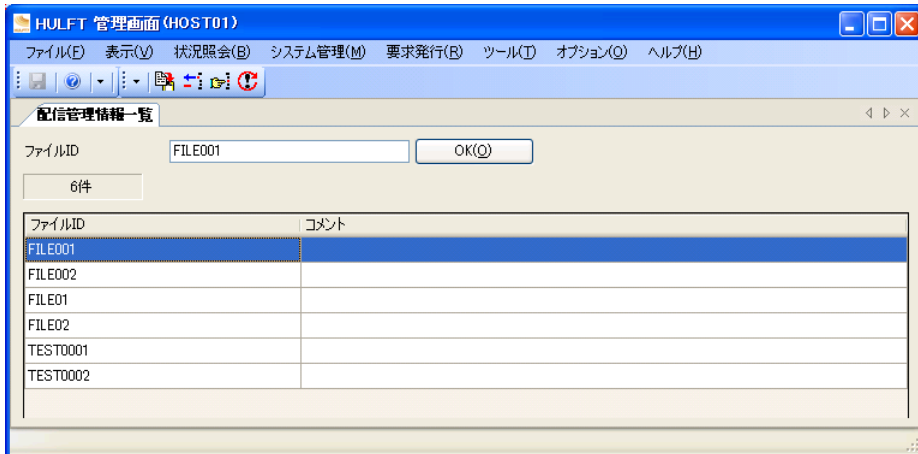 HULFT 管理画面(HOST01)
ファイル(F) 表示(V) 状況照会(B) システム管理(M) 要求発行(R) ツール(T) オプション(O) ヘルプ(H)
配信管理情報一覧
ファイルID FILE001 OK(O)
6件
ファイルID コメント
FILE001
FILE002
FILE01
FILE02
TEST0001
TEST0002